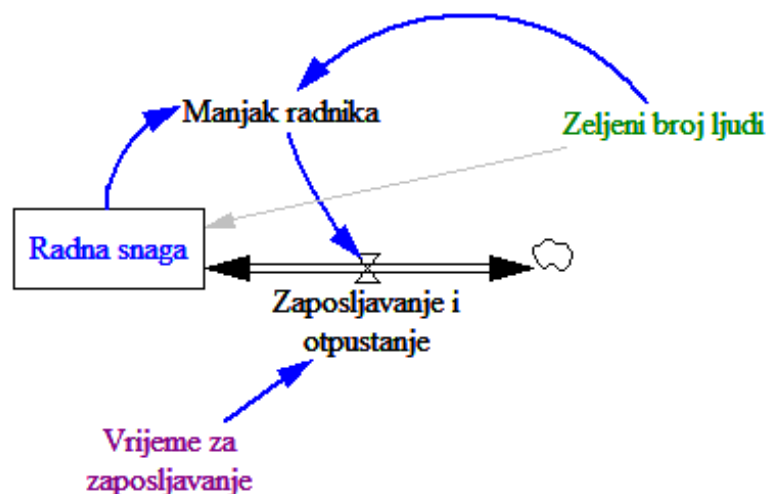 Manjak radnika
Zeljeni broj ljudi
Radna snaga
Zaposljavanje i
otpustanje
Vrijeme za
zaposljavanje